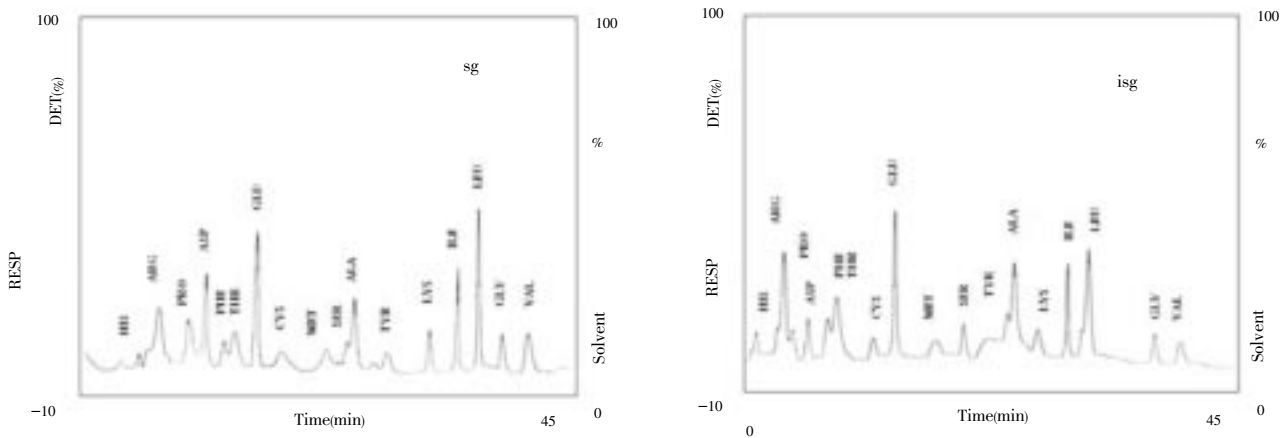 100
100
sg
DET(%)
%
HIS
ARG
PRO
ASP
PHE
THR
GLU
CYS
MET
SER
ALA
TYR
LYS
ILE
LEU
GLY
VAL
RESP
Solvent
−10
0
Time(min)
45
100
100
isg
DET(%)
%
HIS
ARG
PRO
ASP
PHE
THR
CYS
GLU
MET
SER
TYR
ALA
LYS
ILE
LEU
GLY
VAL
RESP
Solvent
−10
0
Time(min)
45
0